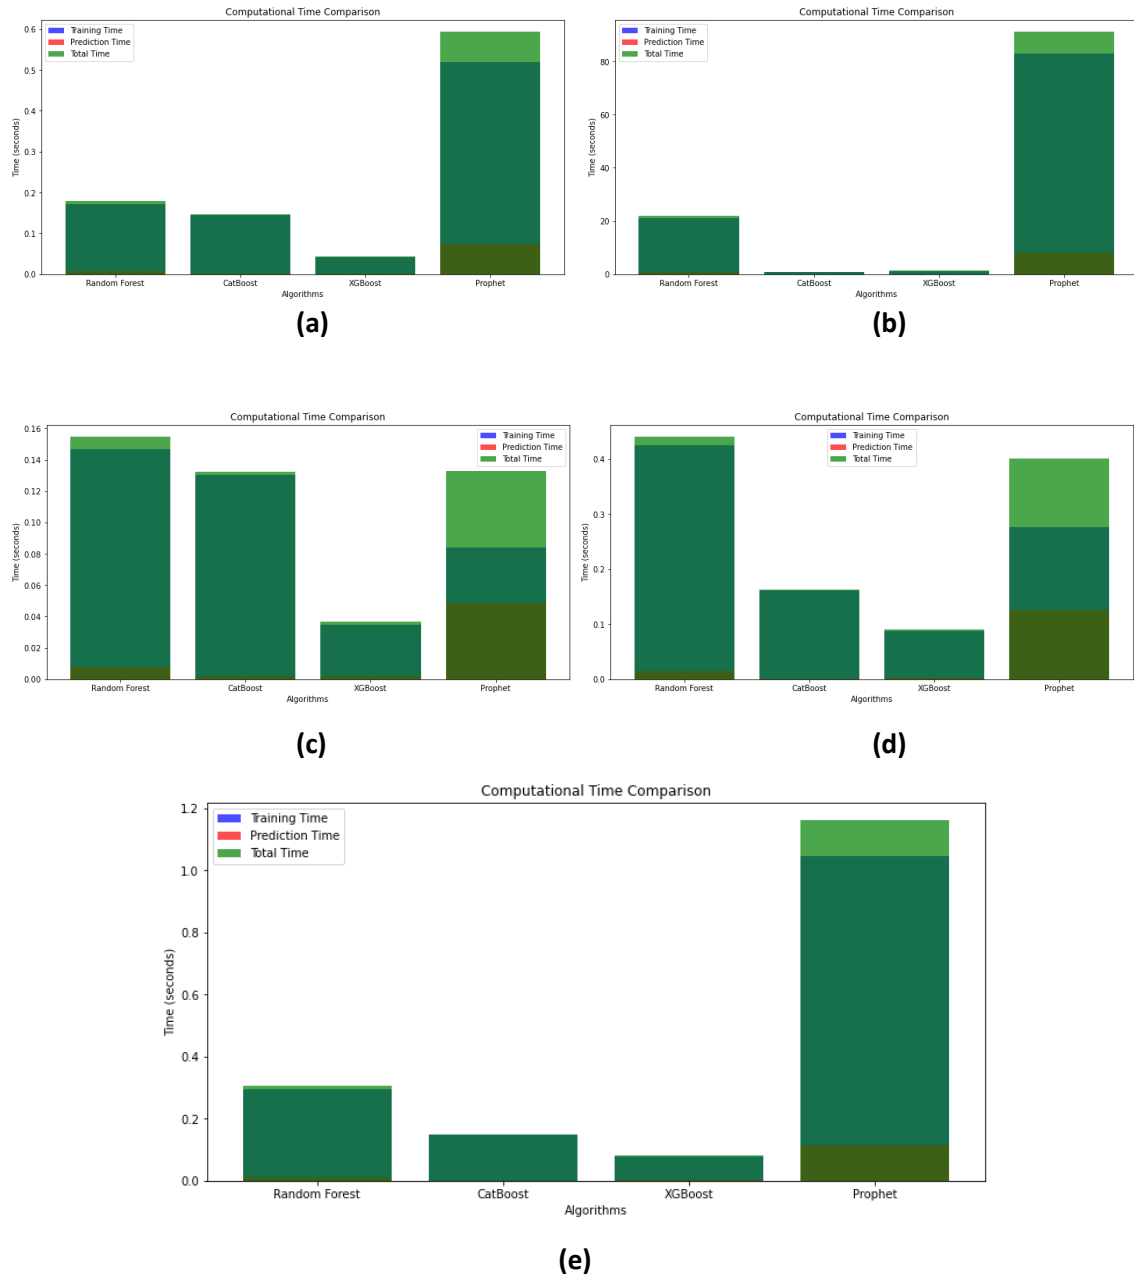 Computational Time Comparison
Training Time
Prediction Time
Total Time
Time (seconds)
0.6
0.5
0.4
0.3
0.2
0.1
0.0
Random Forest CatBoost XGBoost Prophet
Algorithms
(a)
Computational Time Comparison
Training Time
Prediction Time
Total Time
Time (seconds)
80
60
40
20
0
Random Forest CatBoost XGBoost Prophet
Algorithms
(b)
Computational Time Comparison
Training Time
Prediction Time
Total Time
Time (seconds)
0.16
0.14
0.12
0.10
0.08
0.06
0.04
0.02
0.00
Random Forest CatBoost XGBoost Prophet
Algorithms
(c)
Computational Time Comparison
Training Time
Prediction Time
Total Time
Time (seconds)
0.4
0.3
0.2
0.1
0.0
Random Forest CatBoost XGBoost Prophet
Algorithms
(d)
Computational Time Comparison
Training Time
Prediction Time
Total Time
Time (seconds)
1.2
1.0
0.8
0.6
0.4
0.2
0.0
Random Forest CatBoost XGBoost Prophet
Algorithms
(e)